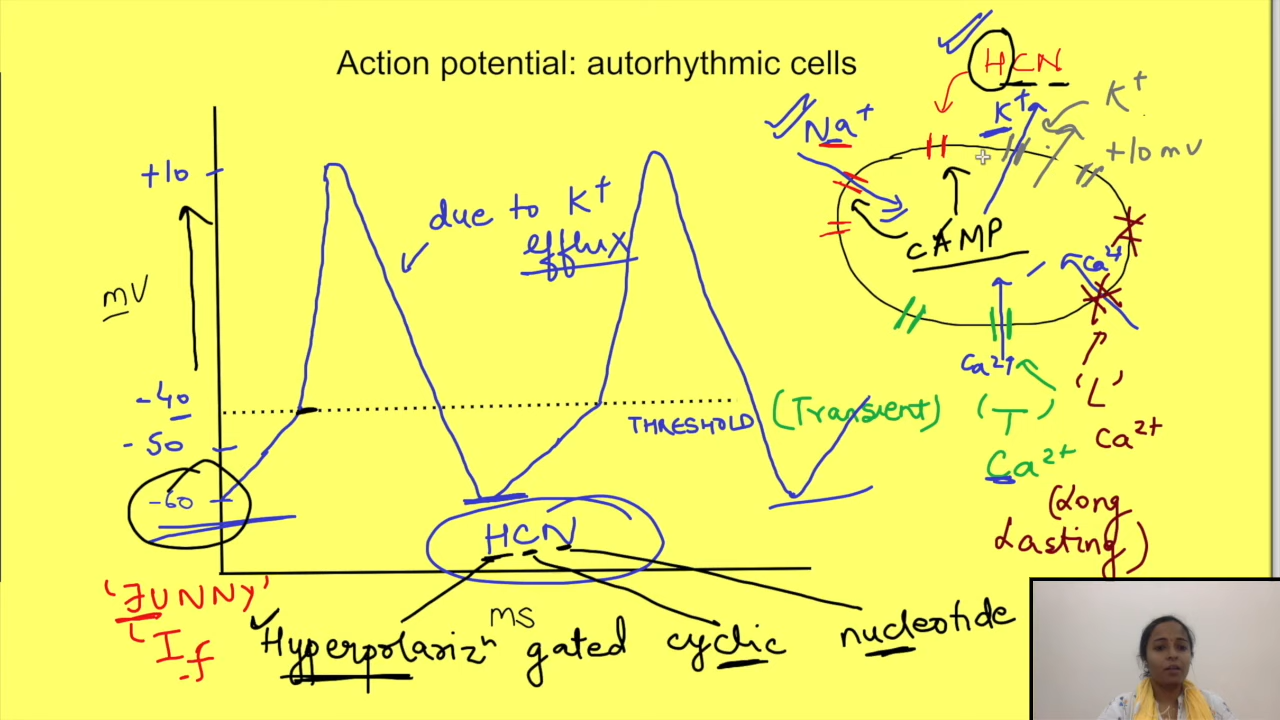 Action potential: autorhythmic cells
HCN
K+
K+
Na+
+10 mV
cAMP
Ca2+
Ca2+
+10
due to K+
efflux
mV
-40
-50
-60
THRESHOLD
(Transient)
(T)
Ca2+
'L'
Ca2+
(Long
Lasting)
HCN
'FUNNY'
If
ms
Hyperpolarizn gated cyclic nucleotide